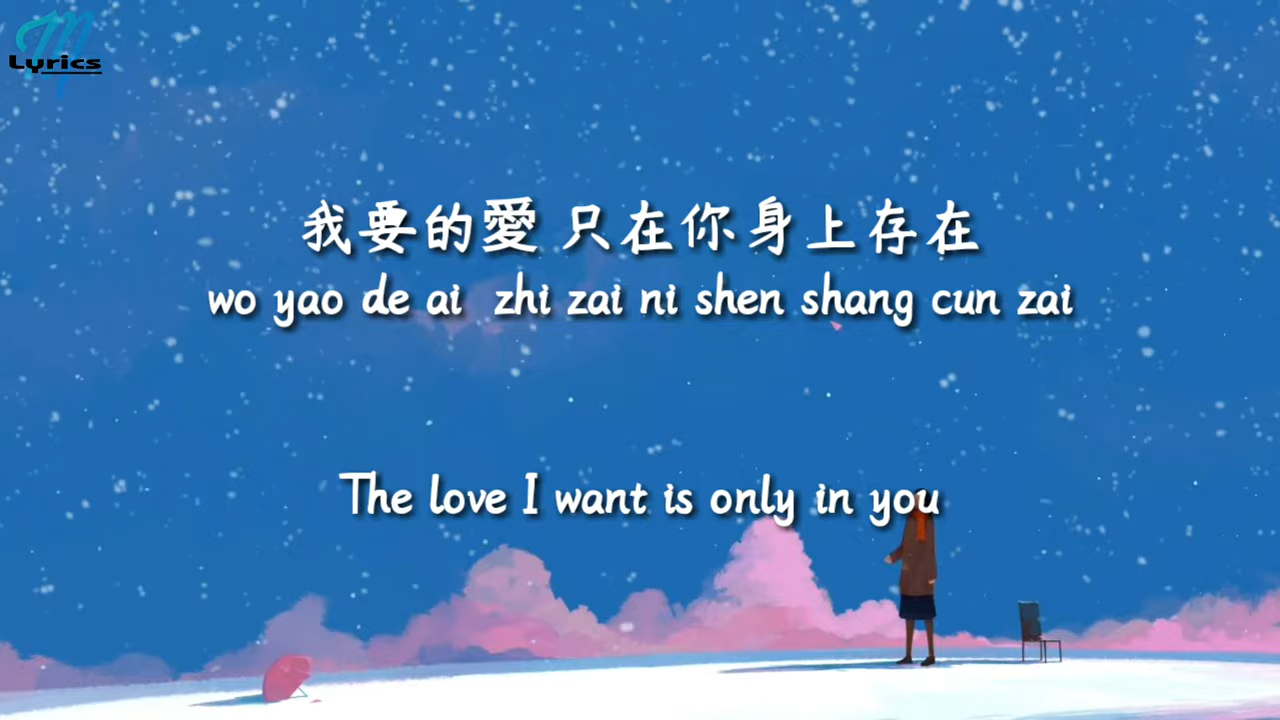 M
Lyrics
我要的愛 只在你身上存在
wo yao de ai  zhi zai ni shen shang cun zai
The love I want is only in you